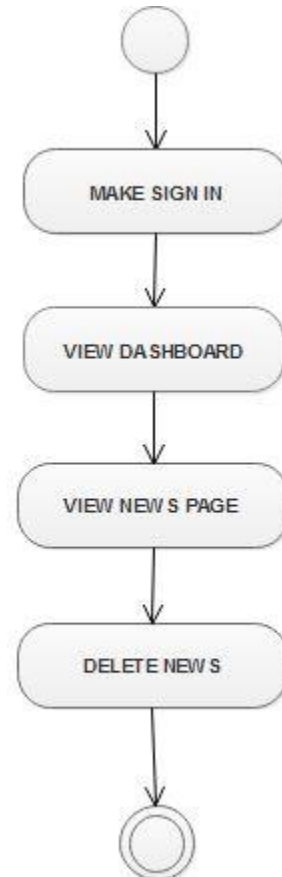 MAKE SIGN IN
VIEW DASHBOARD
VIEW NEWS PAGE
DELETE NEWS